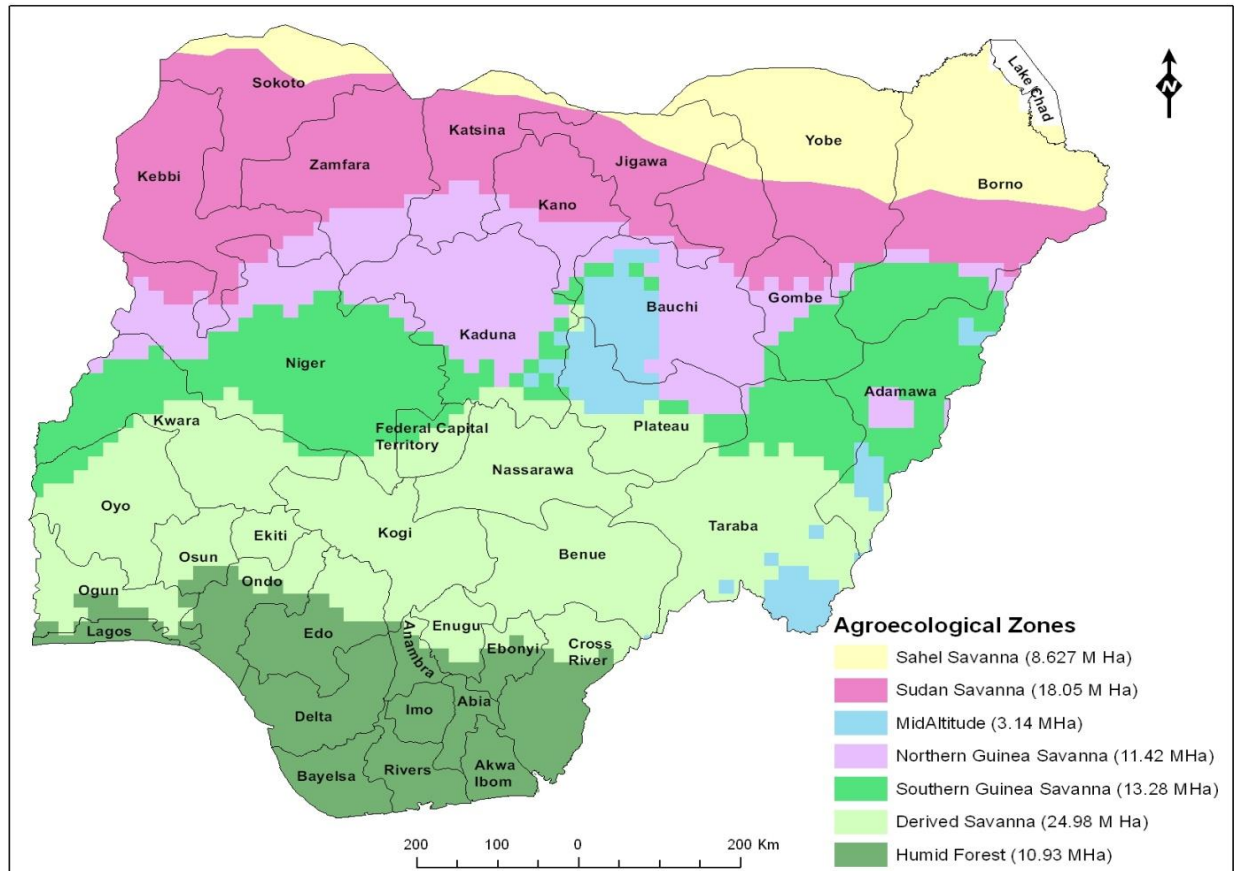 Lake Chad
N
Sokoto
Katsina
Yobe
Zamfara
Jigawa
Kebbi
Borno
Kano
Bauchi
Gombe
Kaduna
Niger
Adamawa
Kwara
Federal Capital
Territory
Plateau
Nassarawa
Oyo
Taraba
Ekiti
Kogi
Osun
Benue
Ondo
Ogun
Lagos
Edo
Anambra
Enugu
Ebonyi
Cross
River
Delta
Imo
Abia
Bayelsa
Rivers
Akwa
Ibom
Agroecological Zones
Sahel Savanna (8.627 M Ha)
Sudan Savanna (18.05 M Ha)
MidAltitude (3.14 MHa)
Northern Guinea Savanna (11.42 MHa)
Southern Guinea Savanna (13.28 MHa)
Derived Savanna (24.98 M Ha)
Humid Forest (10.93 MHa)
200 100 0 200 Km